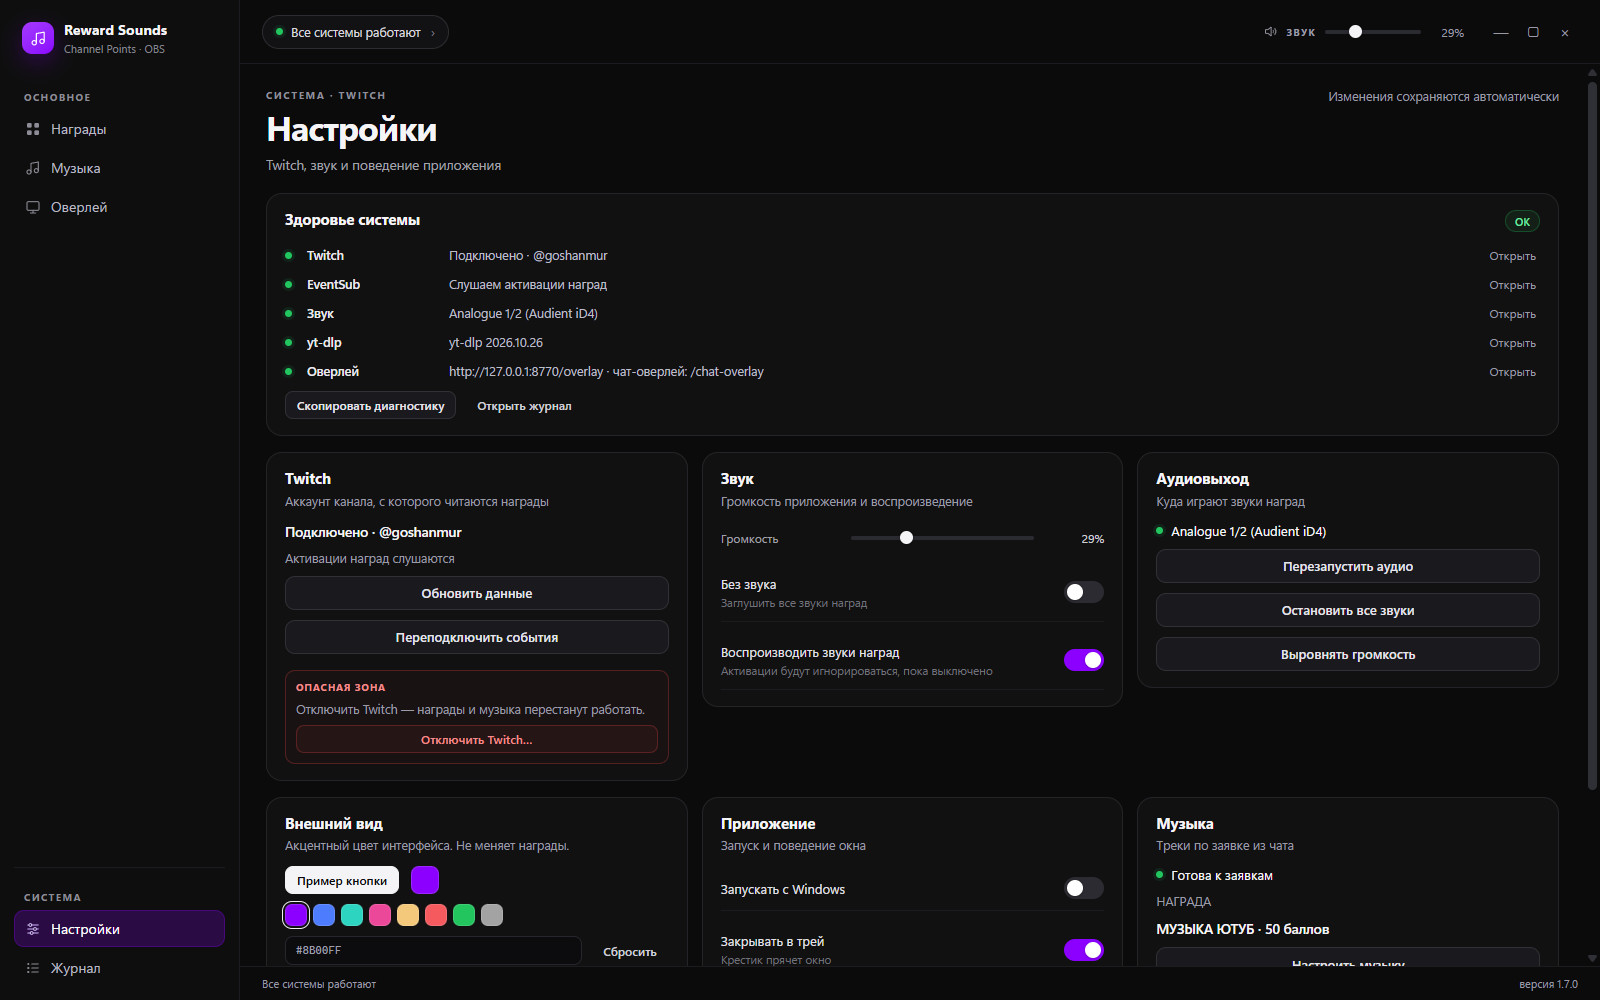 Reward Sounds
Channel Points · OBS
ОСНОВНОЕ
Награды
Музыка
Оверлей
СИСТЕМА
Настройки
Журнал
Все системы работают ›
ЗВУК
29%
СИСТЕМА · TWITCH
Изменения сохраняются автоматически
Настройки
Twitch, звук и поведение приложения
Здоровье системы
OK
Twitch Подключено · @goshanmur Открыть
EventSub Слушаем активации наград Открыть
Звук Analogue 1/2 (Audient iD4) Открыть
yt-dlp yt-dlp 2026.10.26 Открыть
Оверлей http://127.0.0.1:8770/overlay · чат-оверлей: /chat-overlay Открыть
Скопировать диагностику Открыть журнал
Twitch
Аккаунт канала, с которого читаются награды
Подключено · @goshanmur
Активации наград слушаются
Обновить данные
Переподключить события
ОПАСНАЯ ЗОНА
Отключить Twitch — награды и музыка перестанут работать.
Отключить Twitch...
Звук
Громкость приложения и воспроизведение
Громкость 29%
Без звука
Заглушить все звуки наград
Воспроизводить звуки наград
Активации будут игнорироваться, пока выключено
Аудиовыход
Куда играют звуки наград
Analogue 1/2 (Audient iD4)
Перезапустить аудио
Остановить все звуки
Выровнять громкость
Внешний вид
Акцентный цвет интерфейса. Не меняет награды.
Пример кнопки
#8B00FF Сбросить
Приложение
Запуск и поведение окна
Запускать с Windows
Закрывать в трей
Крестик прячет окно
Музыка
Треки по заявке из чата
Готова к заявкам
НАГРАДА
МУЗЫКА ЮТУБ · 50 баллов
Настроить музыку
Все системы работают
версия 1.7.0